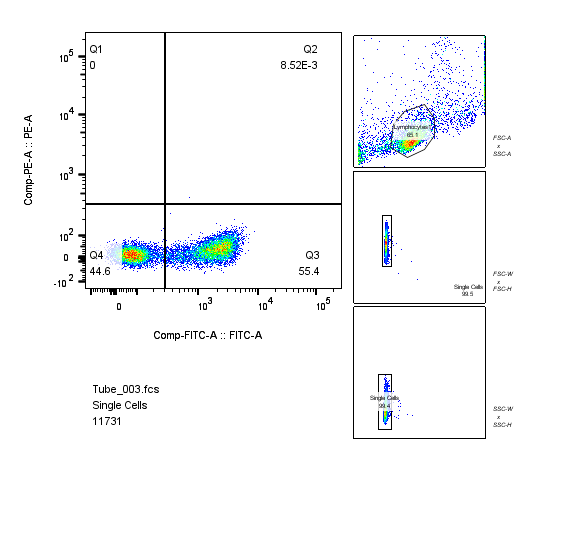 Q1
0
Q2
8.52E-3
Q4
44.6
Q3
55.4
10^5
10^4
10^3
10^2
0
-10^2
Comp-PE-A :: PE-A
0
10^3
10^4
10^5
Comp-FITC-A :: FITC-A
Tube_003.fcs
Single Cells
11731
Lymphocytes
65.1
FSC-A
x
SSC-A
Single Cells
99.5
FSC-W
x
FSC-H
Single Cells
99.4
SSC-W
x
SSC-H